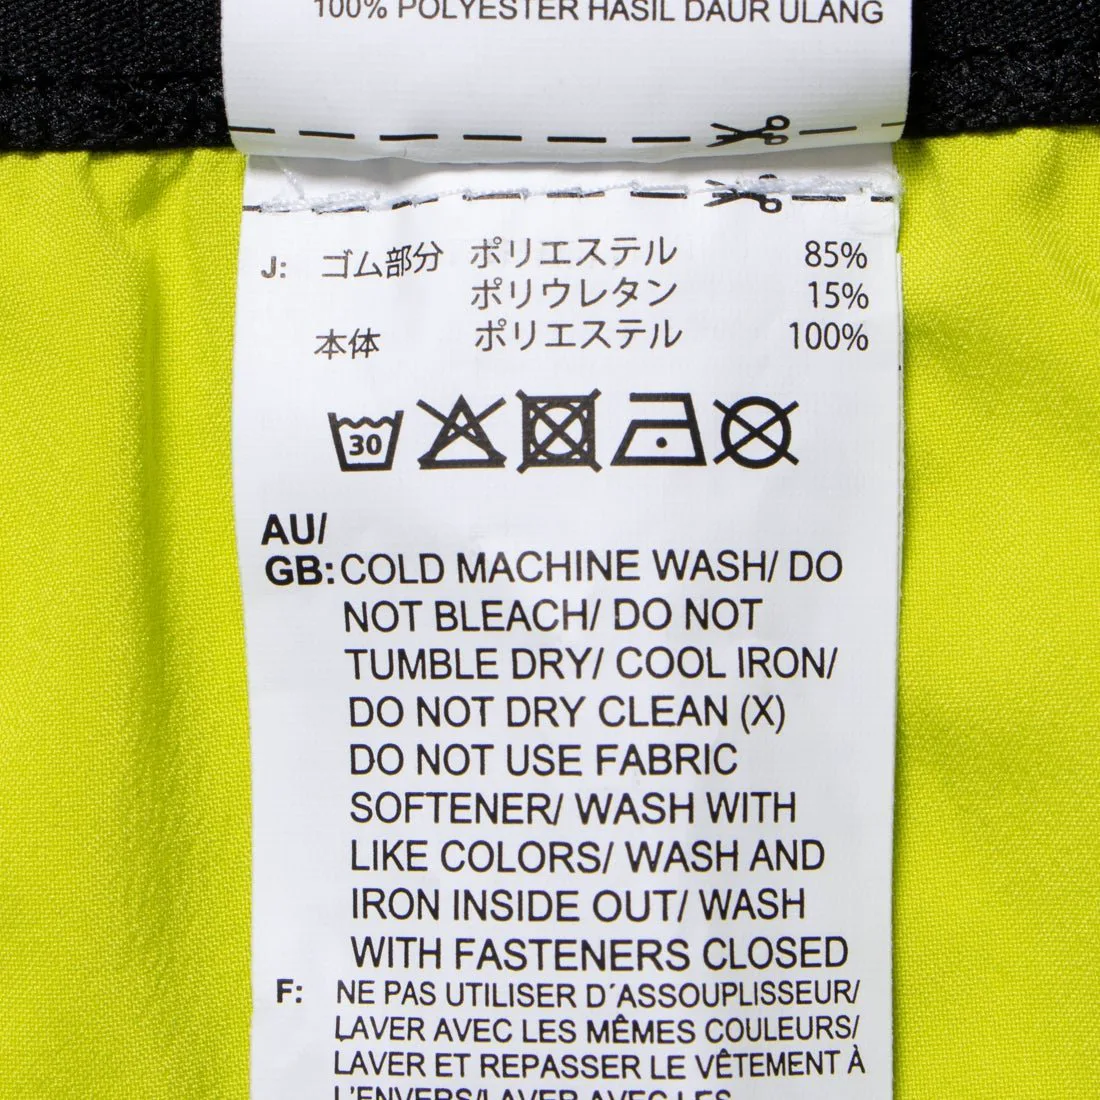 100% POLYESTER HASIL DAUR ULANG
J: ゴム部分 ポリエステル 85%
ポリウレタン 15%
本体 ポリエステル 100%
30
AU/
GB: COLD MACHINE WASH/ DO
NOT BLEACH/ DO NOT
TUMBLE DRY/ COOL IRON/
DO NOT DRY CLEAN (X)
DO NOT USE FABRIC
SOFTENER/ WASH WITH
LIKE COLORS/ WASH AND
IRON INSIDE OUT/ WASH
WITH FASTENERS CLOSED
F: NE PAS UTILISER D´ASSOUPLISSEUR/
LAVER AVEC LES MÊMES COULEURS/
LAVER ET REPASSER LE VÊTEMENT À
L'ENVERS/LAVER AVEC LES